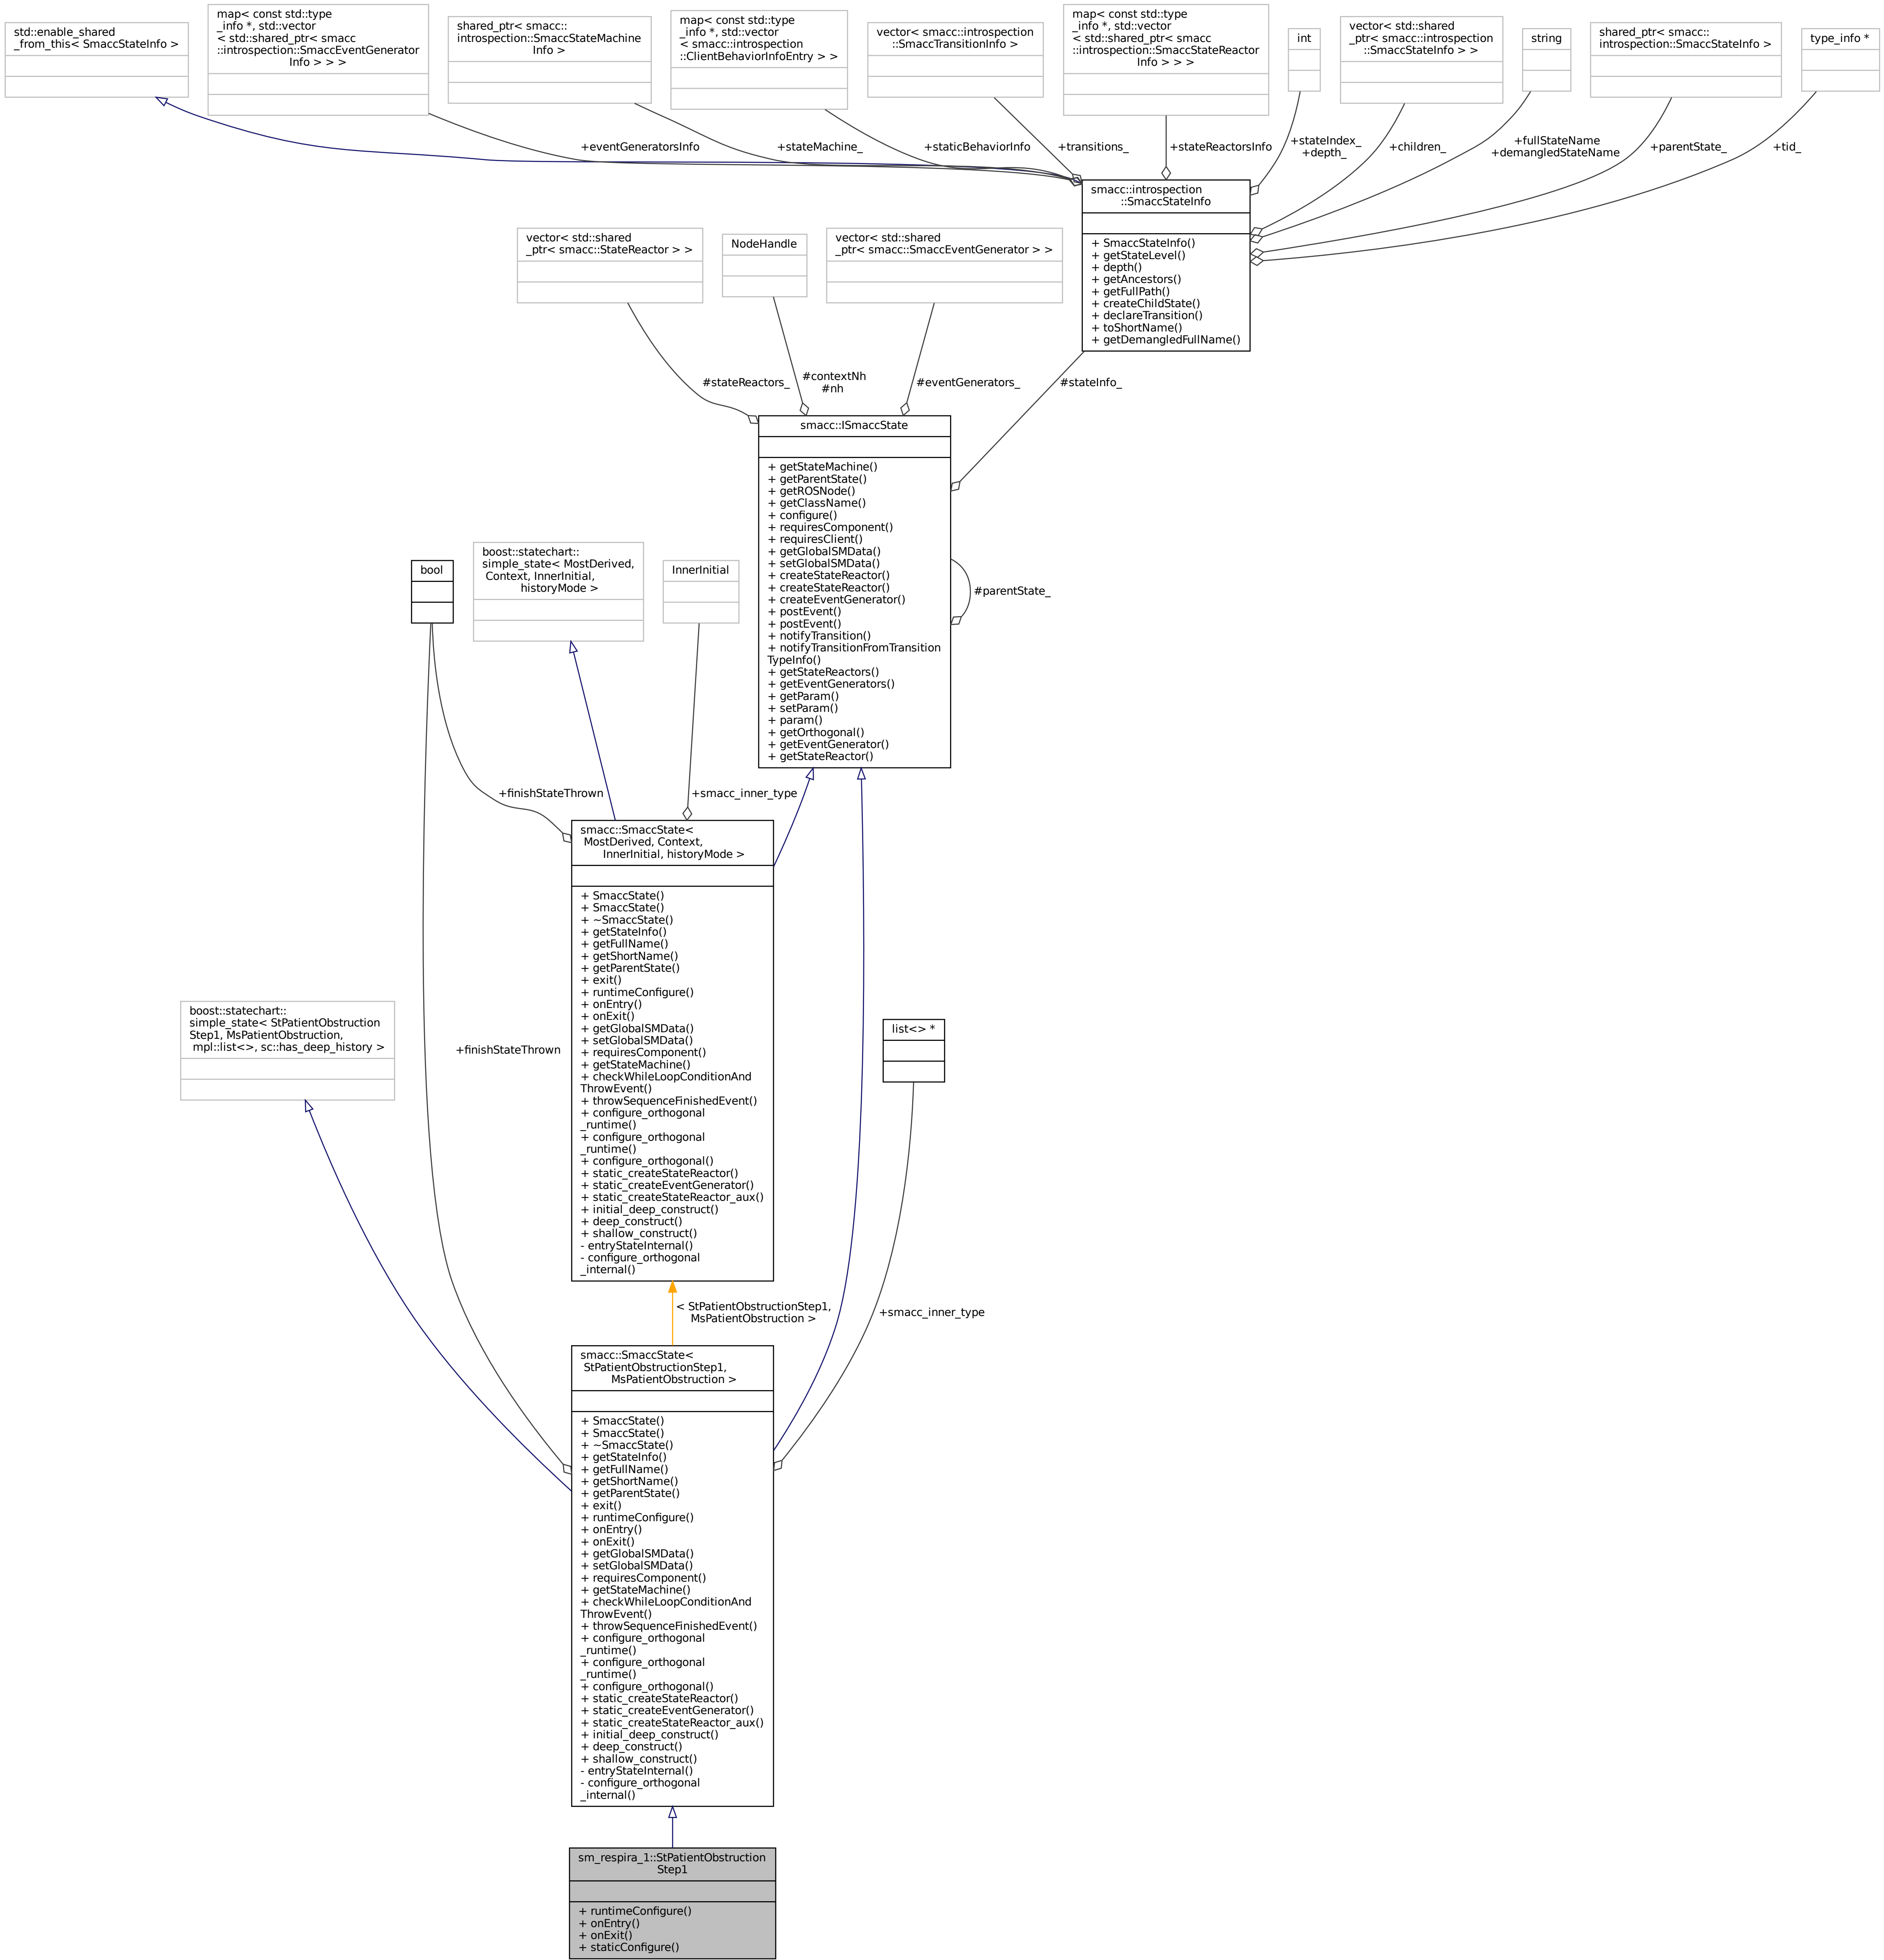 std::enable_shared
_from_this< SmaccStateInfo >
map< const std::type
_info *, std::vector
< std::shared_ptr< smacc
::introspection::SmaccEventGenerator
Info > > >
shared_ptr< smacc::
introspection::SmaccStateMachine
Info >
map< const std::type
_info *, std::vector
< smacc::introspection
::ClientBehaviorInfoEntry > >
vector< smacc::introspection
::SmaccTransitionInfo >
map< const std::type
_info *, std::vector
< std::shared_ptr< smacc
::introspection::SmaccStateReactor
Info > > >
int
vector< std::shared
_ptr< smacc::introspection
::SmaccStateInfo > >
string
shared_ptr< smacc::
introspection::SmaccStateInfo >
type_info *
+eventGeneratorsInfo
+stateMachine_
+staticBehaviorInfo
+transitions_
+stateReactorsInfo
+stateIndex_
+depth_
+children_
+fullStateName
+demangledStateName
+parentState_
+tid_
smacc::introspection
::SmaccStateInfo
+ SmaccStateInfo()
+ getStateLevel()
+ depth()
+ getAncestors()
+ getFullPath()
+ createChildState()
+ declareTransition()
+ toShortName()
+ getDemangledFullName()
vector< std::shared
_ptr< smacc::StateReactor > >
NodeHandle
vector< std::shared
_ptr< smacc::SmaccEventGenerator > >
#stateReactors_
#contextNh
#nh
#eventGenerators_
#stateInfo_
smacc::ISmaccState
+ getStateMachine()
+ getParentState()
+ getROSNode()
+ getClassName()
+ configure()
+ requiresComponent()
+ requiresClient()
+ getGlobalSMData()
+ setGlobalSMData()
+ createStateReactor()
+ createStateReactor()
+ createEventGenerator()
+ postEvent()
+ postEvent()
+ notifyTransition()
+ notifyTransitionFromTransition
TypeInfo()
+ getStateReactors()
+ getEventGenerators()
+ getParam()
+ setParam()
+ param()
+ getOrthogonal()
+ getEventGenerator()
+ getStateReactor()
#parentState_
bool
boost::statechart::
simple_state< MostDerived,
Context, InnerInitial,
historyMode >
InnerInitial
+finishStateThrown
+smacc_inner_type
smacc::SmaccState<
MostDerived, Context,
InnerInitial, historyMode >
+ SmaccState()
+ SmaccState()
+ ~SmaccState()
+ getStateInfo()
+ getFullName()
+ getShortName()
+ getParentState()
+ exit()
+ runtimeConfigure()
+ onEntry()
+ onExit()
+ getGlobalSMData()
+ setGlobalSMData()
+ requiresComponent()
+ getStateMachine()
+ checkWhileLoopConditionAnd
ThrowEvent()
+ throwSequenceFinishedEvent()
+ configure_orthogonal
_runtime()
+ configure_orthogonal
_runtime()
+ configure_orthogonal()
+ static_createStateReactor()
+ static_createEventGenerator()
+ static_createStateReactor_aux()
+ initial_deep_construct()
+ deep_construct()
+ shallow_construct()
- entryStateInternal()
- configure_orthogonal
_internal()
boost::statechart::
simple_state< StPatientObstruction
Step1, MsPatientObstruction,
mpl::list<>, sc::has_deep_history >
+finishStateThrown
list<> *
< StPatientObstructionStep1,
MsPatientObstruction >
+smacc_inner_type
smacc::SmaccState<
StPatientObstructionStep1,
MsPatientObstruction >
+ SmaccState()
+ SmaccState()
+ ~SmaccState()
+ getStateInfo()
+ getFullName()
+ getShortName()
+ getParentState()
+ exit()
+ runtimeConfigure()
+ onEntry()
+ onExit()
+ getGlobalSMData()
+ setGlobalSMData()
+ requiresComponent()
+ getStateMachine()
+ checkWhileLoopConditionAnd
ThrowEvent()
+ throwSequenceFinishedEvent()
+ configure_orthogonal
_runtime()
+ configure_orthogonal
_runtime()
+ configure_orthogonal()
+ static_createStateReactor()
+ static_createEventGenerator()
+ static_createStateReactor_aux()
+ initial_deep_construct()
+ deep_construct()
+ shallow_construct()
- entryStateInternal()
- configure_orthogonal
_internal()
sm_respira_1::StPatientObstruction
Step1
+ runtimeConfigure()
+ onEntry()
+ onExit()
+ staticConfigure()